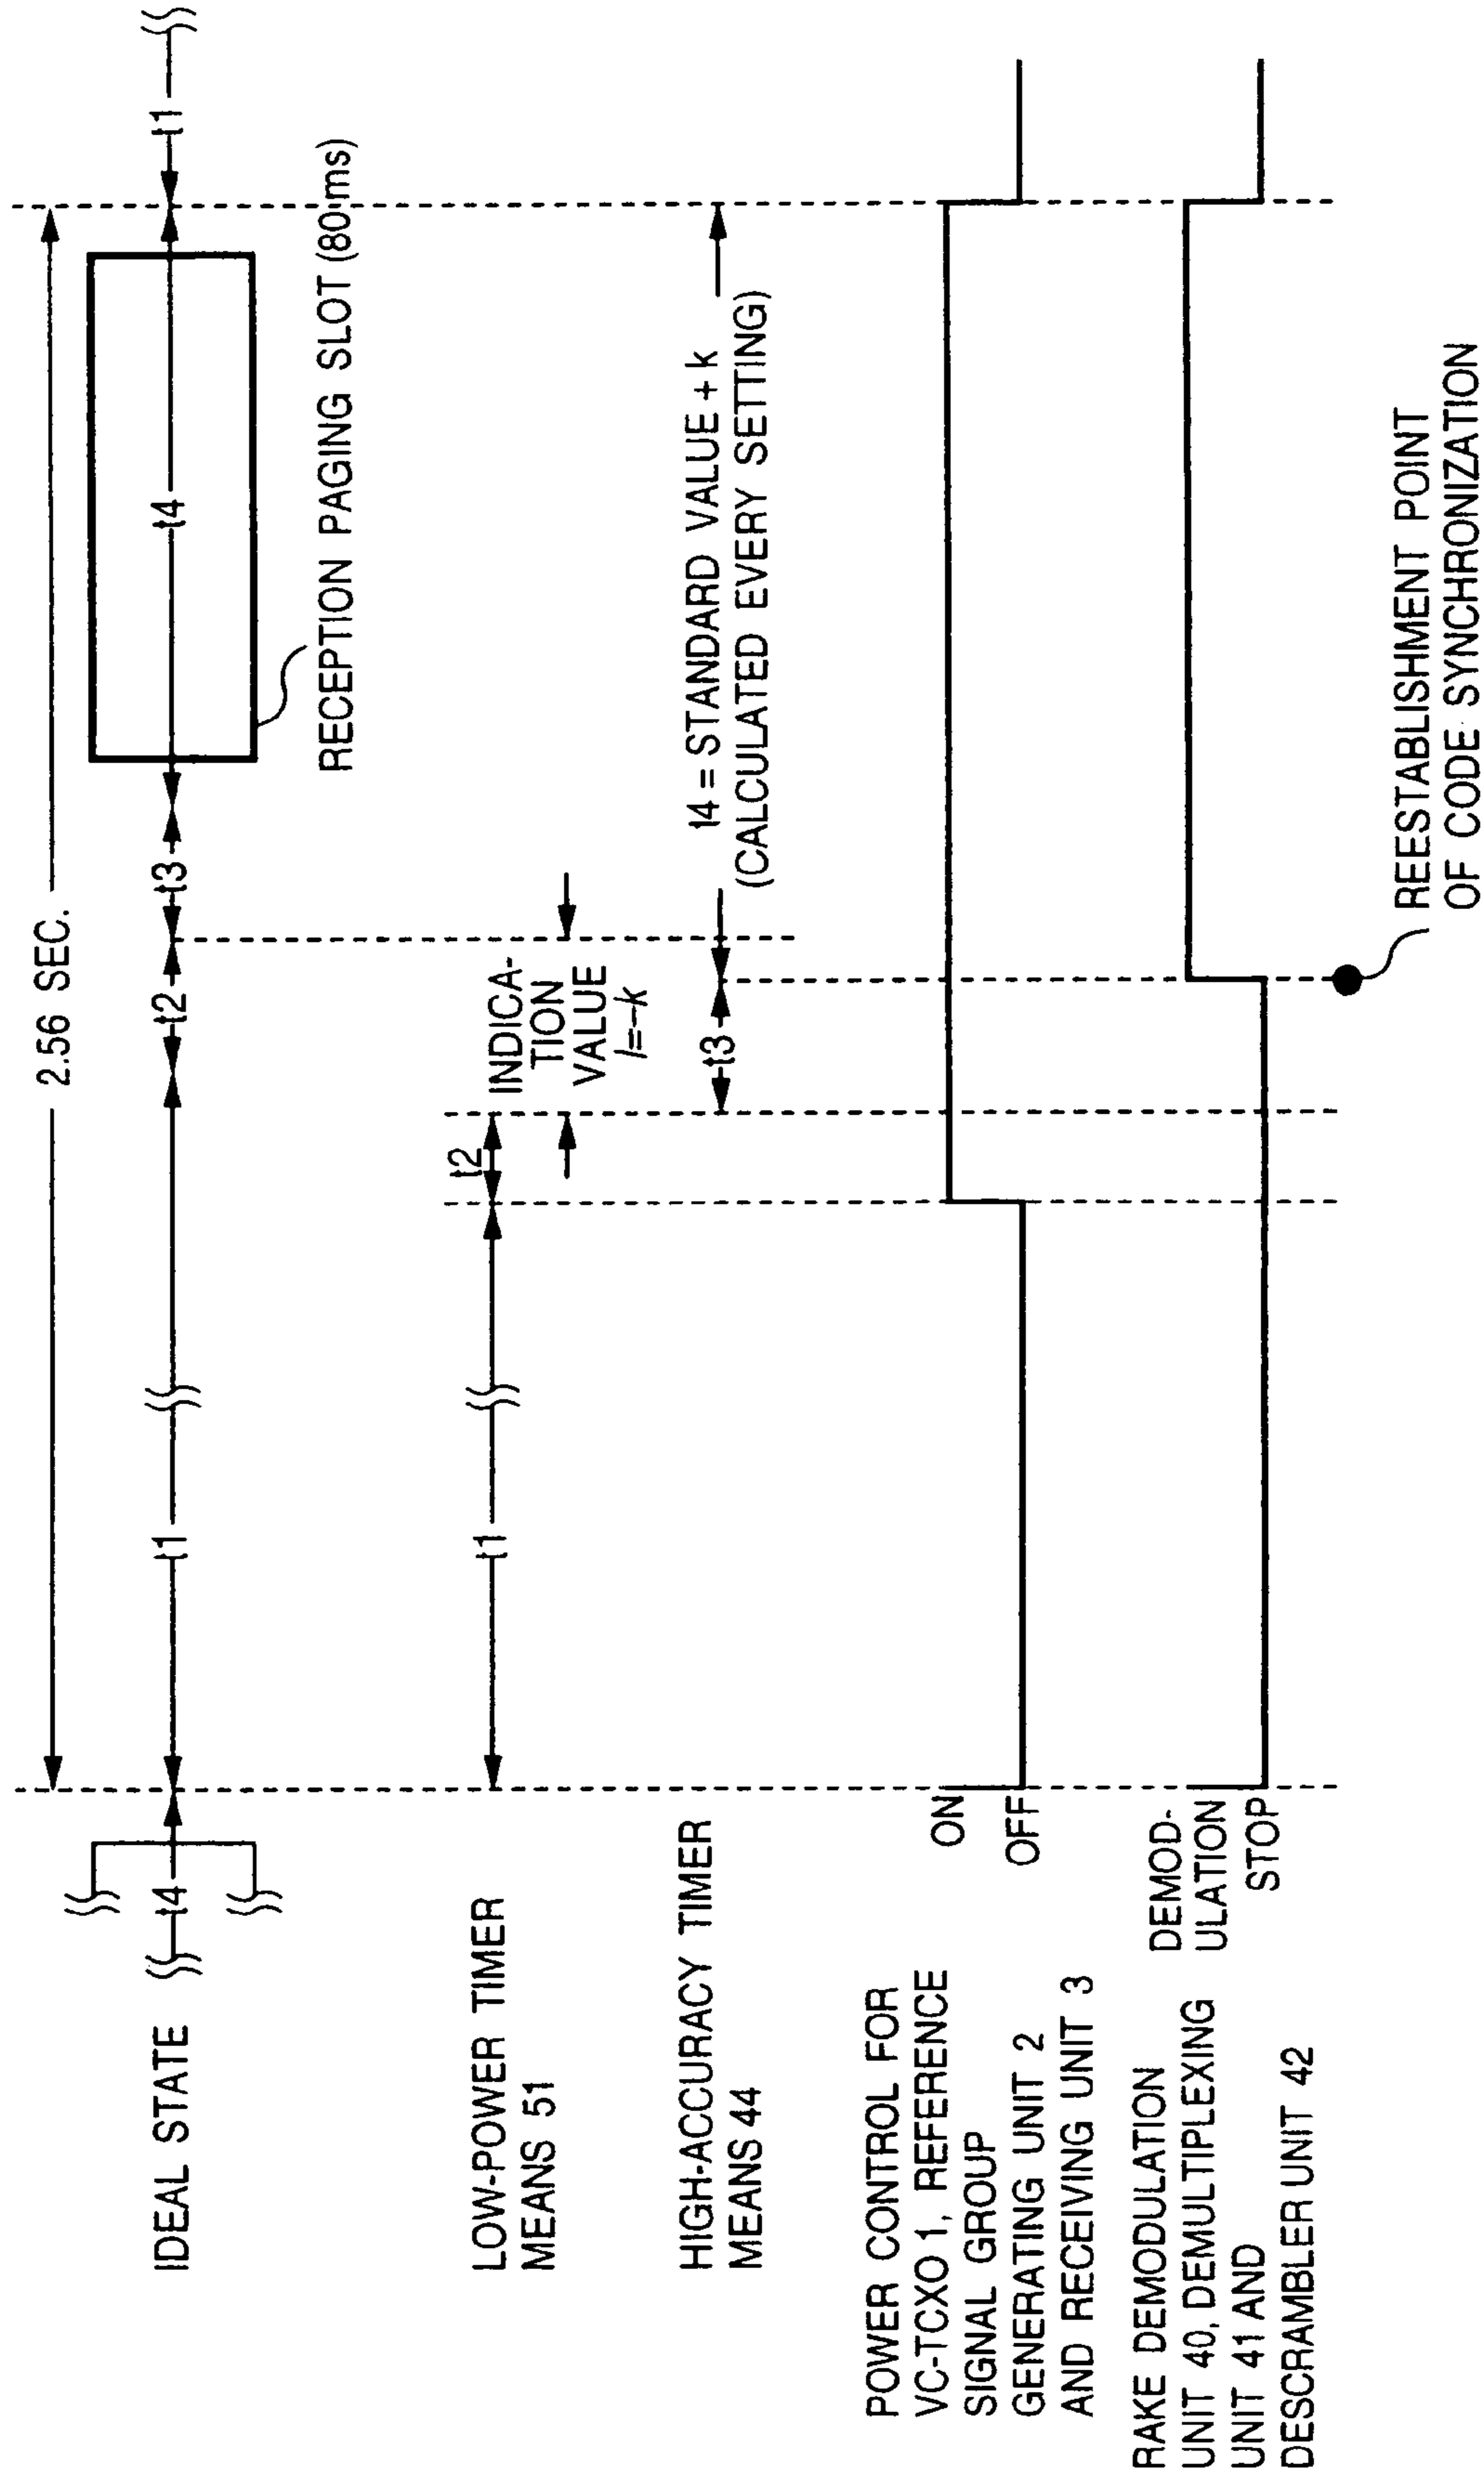 2.56 SEC.
IDEAL STATE
t4
t1
t2
t3
t4
t1
RECEPTION PAGING SLOT (80 ms)
LOW-POWER TIMER
MEANS 51
t1
t2
INDICA-
TION
VALUE
l=-k
HIGH-ACCURACY TIMER
MEANS 44
t3
t4 = STANDARD VALUE + k
(CALCULATED EVERY SETTING)
POWER CONTROL FOR
VC-TCXO 1, REFERENCE
SIGNAL GROUP
GENERATING UNIT 2
AND RECEIVING UNIT 3
ON
OFF
RAKE DEMODULATION
UNIT 40, DEMULTIPLEXING
UNIT 41 AND
DESCRAMBLER UNIT 42
DEMOD-
ULATION
STOP
REESTABLISHMENT POINT
OF CODE SYNCHRONIZATION